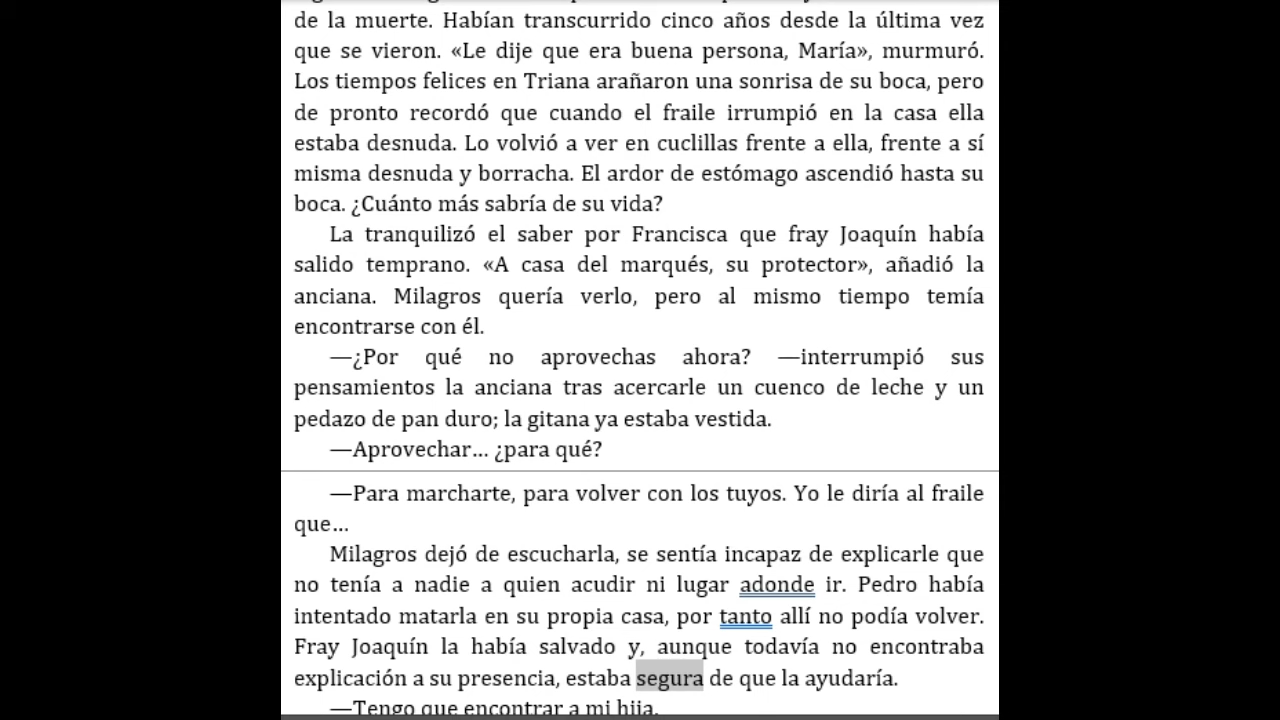 de la muerte. Habían transcurrido cinco años desde la última vez
que se vieron. «Le dije que era buena persona, María», murmuró.
Los tiempos felices en Triana arañaron una sonrisa de su boca, pero
de pronto recordó que cuando el fraile irrumpió en la casa ella
estaba desnuda. Lo volvió a ver en cuclillas frente a ella, frente a sí
misma desnuda y borracha. El ardor de estómago ascendió hasta su
boca. ¿Cuánto más sabría de su vida?
La tranquilizó el saber por Francisca que fray Joaquín había
salido temprano. «A casa del marqués, su protector», añadió la
anciana. Milagros quería verlo, pero al mismo tiempo temía
encontrarse con él.
—¿Por qué no aprovechas ahora? —interrumpió sus
pensamientos la anciana tras acercarle un cuenco de leche y un
pedazo de pan duro; la gitana ya estaba vestida.
—Aprovechar... ¿para qué?
—Para marcharte, para volver con los tuyos. Yo le diría al fraile
que...
Milagros dejó de escucharla, se sentía incapaz de explicarle que
no tenía a nadie a quien acudir ni lugar adonde ir. Pedro había
intentado matarla en su propia casa, por tanto allí no podía volver.
Fray Joaquín la había salvado y, aunque todavía no encontraba
explicación a su presencia, estaba segura de que la ayudaría.
—Tengo que encontrar a mi hija.